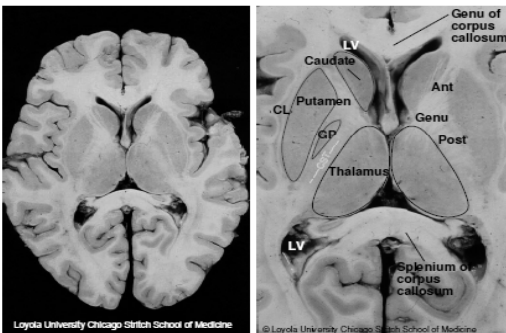 Genu of
corpus
callosum
LV
Caudate
Ant
Putamen
CL
Genu
GP
Post
Thalamus
LV
Splenium of
corpus
callosum
Loyola University Chicago Stritch School of Medicine
© Loyola University Chicago Stritch School of Medicine